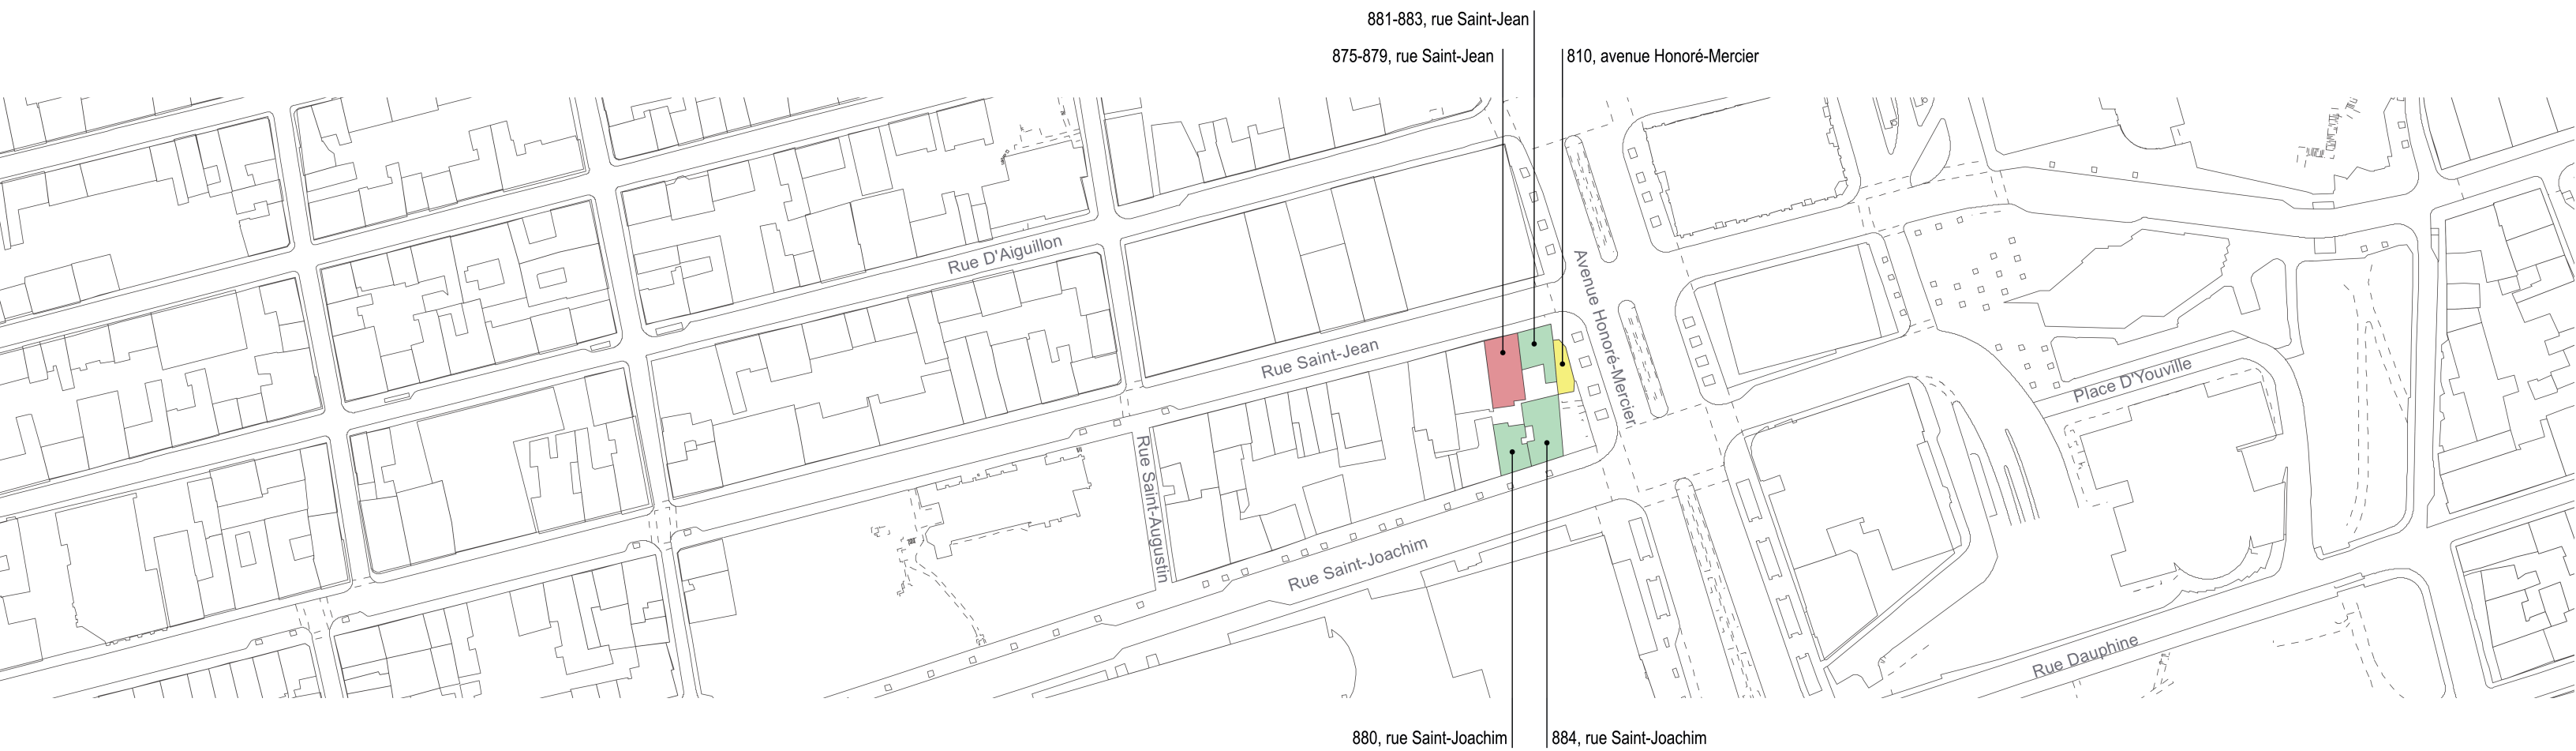 881-883, rue Saint-Jean
875-879, rue Saint-Jean
810, avenue Honoré-Mercier
Rue D'Aiguillon
Avenue Honoré-Mercier
Rue Saint-Jean
Place D'Youville
Rue Saint-Augustin
Rue Saint-Joachim
Rue Dauphine
880, rue Saint-Joachim
884, rue Saint-Joachim